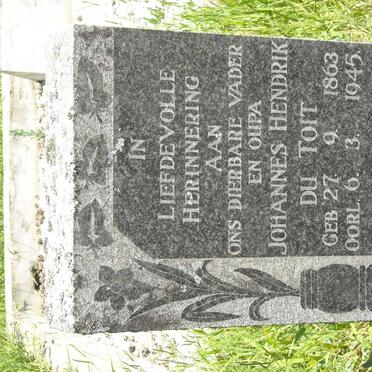 IN
LIEFDEVOLLE
HERINNERING
AAN
ONS DIERBARE VADER
EN OUPA
JOHANNES HENDRIK
DU TOIT
GEB. 27. 9. 1863
OORL. 6. 3. 1945.